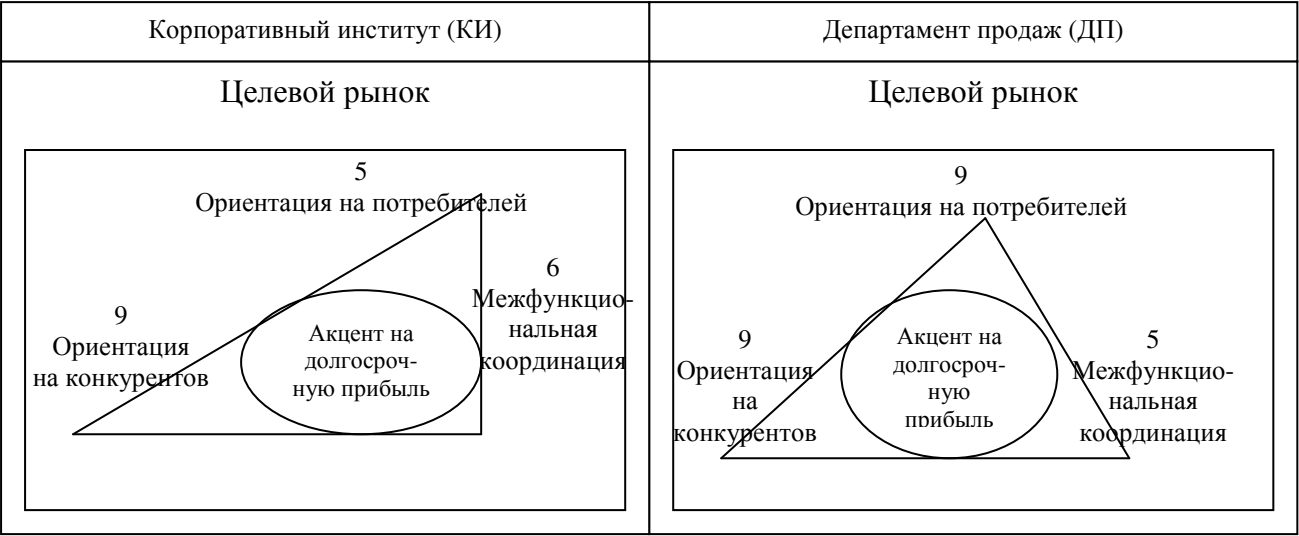 Корпоративный институт (КИ)
Департамент продаж (ДП)
Целевой рынок
5
Ориентация на потребителей
6
Межфункцио-
нальная
координация
9
Ориентация
на конкурентов
Акцент на
долгосроч-
ную прибыль
Целевой рынок
9
Ориентация на потребителей
9
Ориентация
на
конкурентов
Акцент на
долгосроч-
ную
прибыль
5
Межфункцио-
нальная
координация